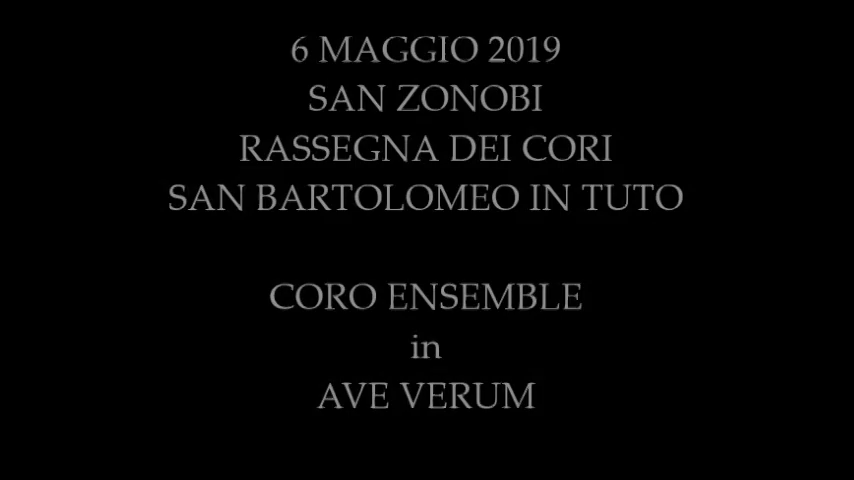 6 MAGGIO 2019
SAN ZONOBI
RASSEGNA DEI CORI
SAN BARTOLOMEO IN TUTO
CORO ENSEMBLE
in
AVE VERUM